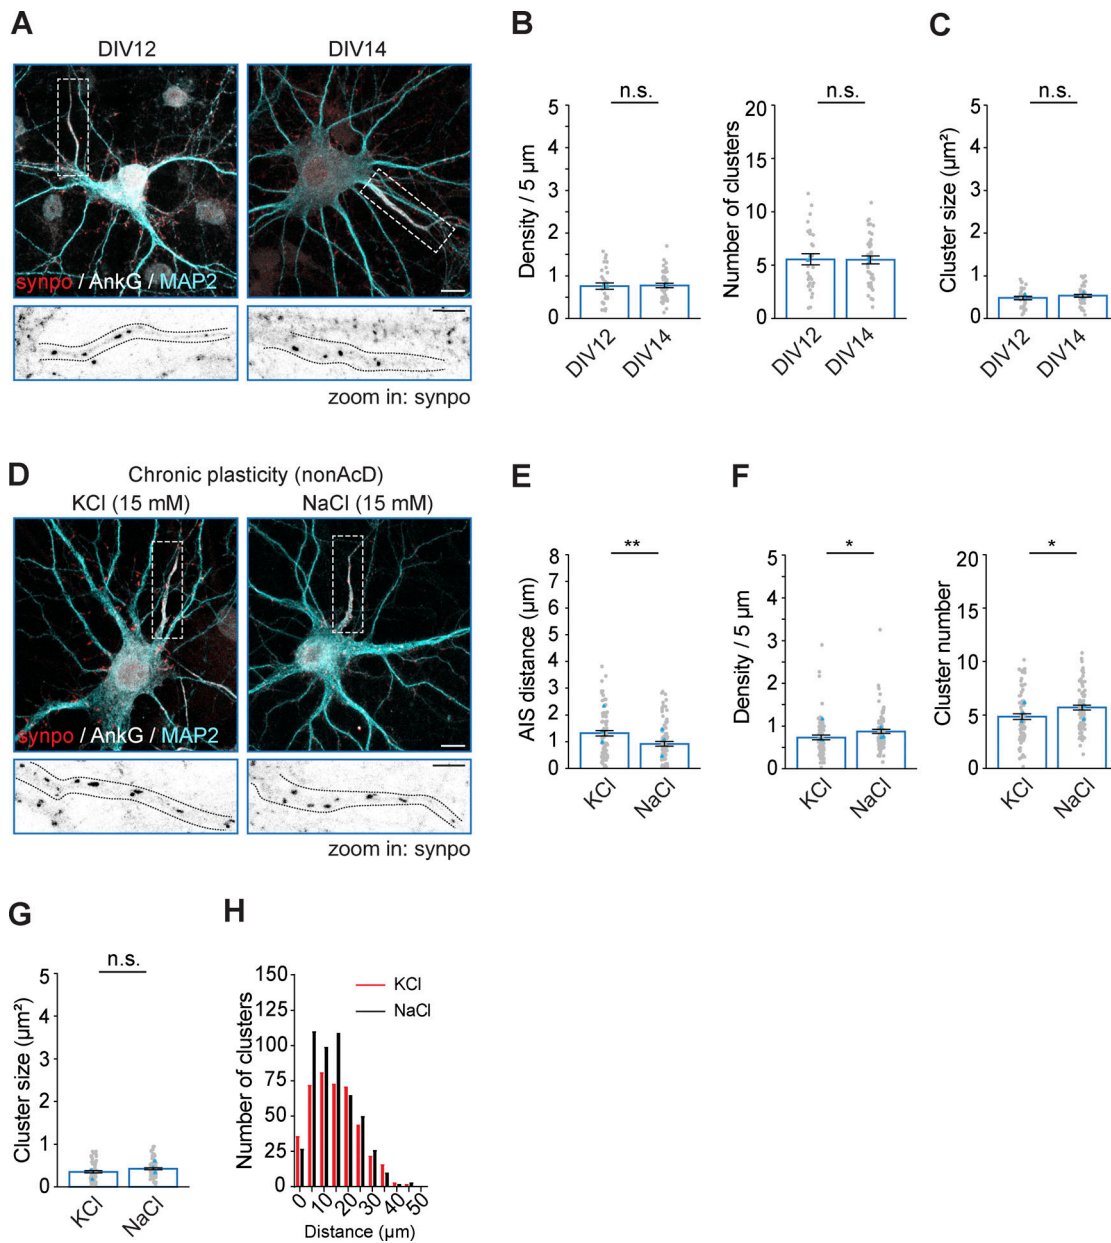 A
DIV12
DIV14
synpo / AnkG / MAP2
zoom in: synpo
B
n.s.
Density / 5 µm
5
4
3
2
1
0
DIV12
DIV14
n.s.
Number of clusters
20
15
10
5
0
DIV12
DIV14
C
n.s.
Cluster size (µm²)
5
4
3
2
1
0
DIV12
DIV14
D
Chronic plasticity (nonAcD)
KCl (15 mM)
NaCl (15 mM)
synpo / AnkG / MAP2
zoom in: synpo
E
**
AIS distance (µm)
8
7
6
5
4
3
2
1
0
KCl
NaCl
F
*
Density / 5 µm
5
4
3
2
1
0
KCl
NaCl
*
Cluster number
20
15
10
5
0
KCl
NaCl
G
n.s.
Cluster size (µm²)
5
4
3
2
1
0
KCl
NaCl
H
Number of clusters
150
125
100
75
50
25
0
KCl
NaCl
0
10
20
30
40
50
Distance (µm)